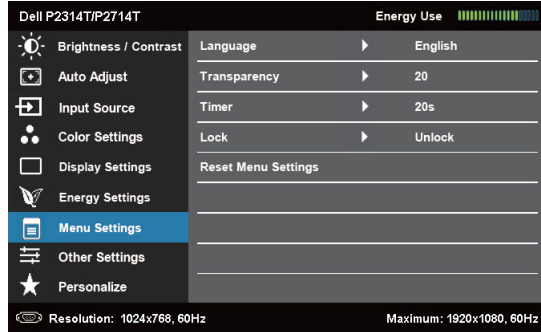 Dell P2314T/P2714T Energy Use
Brightness / Contrast Language English
Auto Adjust Transparency 20
Input Source Timer 20s
Color Settings Lock Unlock
Display Settings Reset Menu Settings
Energy Settings
Menu Settings
Other Settings
Personalize
Resolution: 1024x768, 60Hz Maximum: 1920x1080, 60Hz